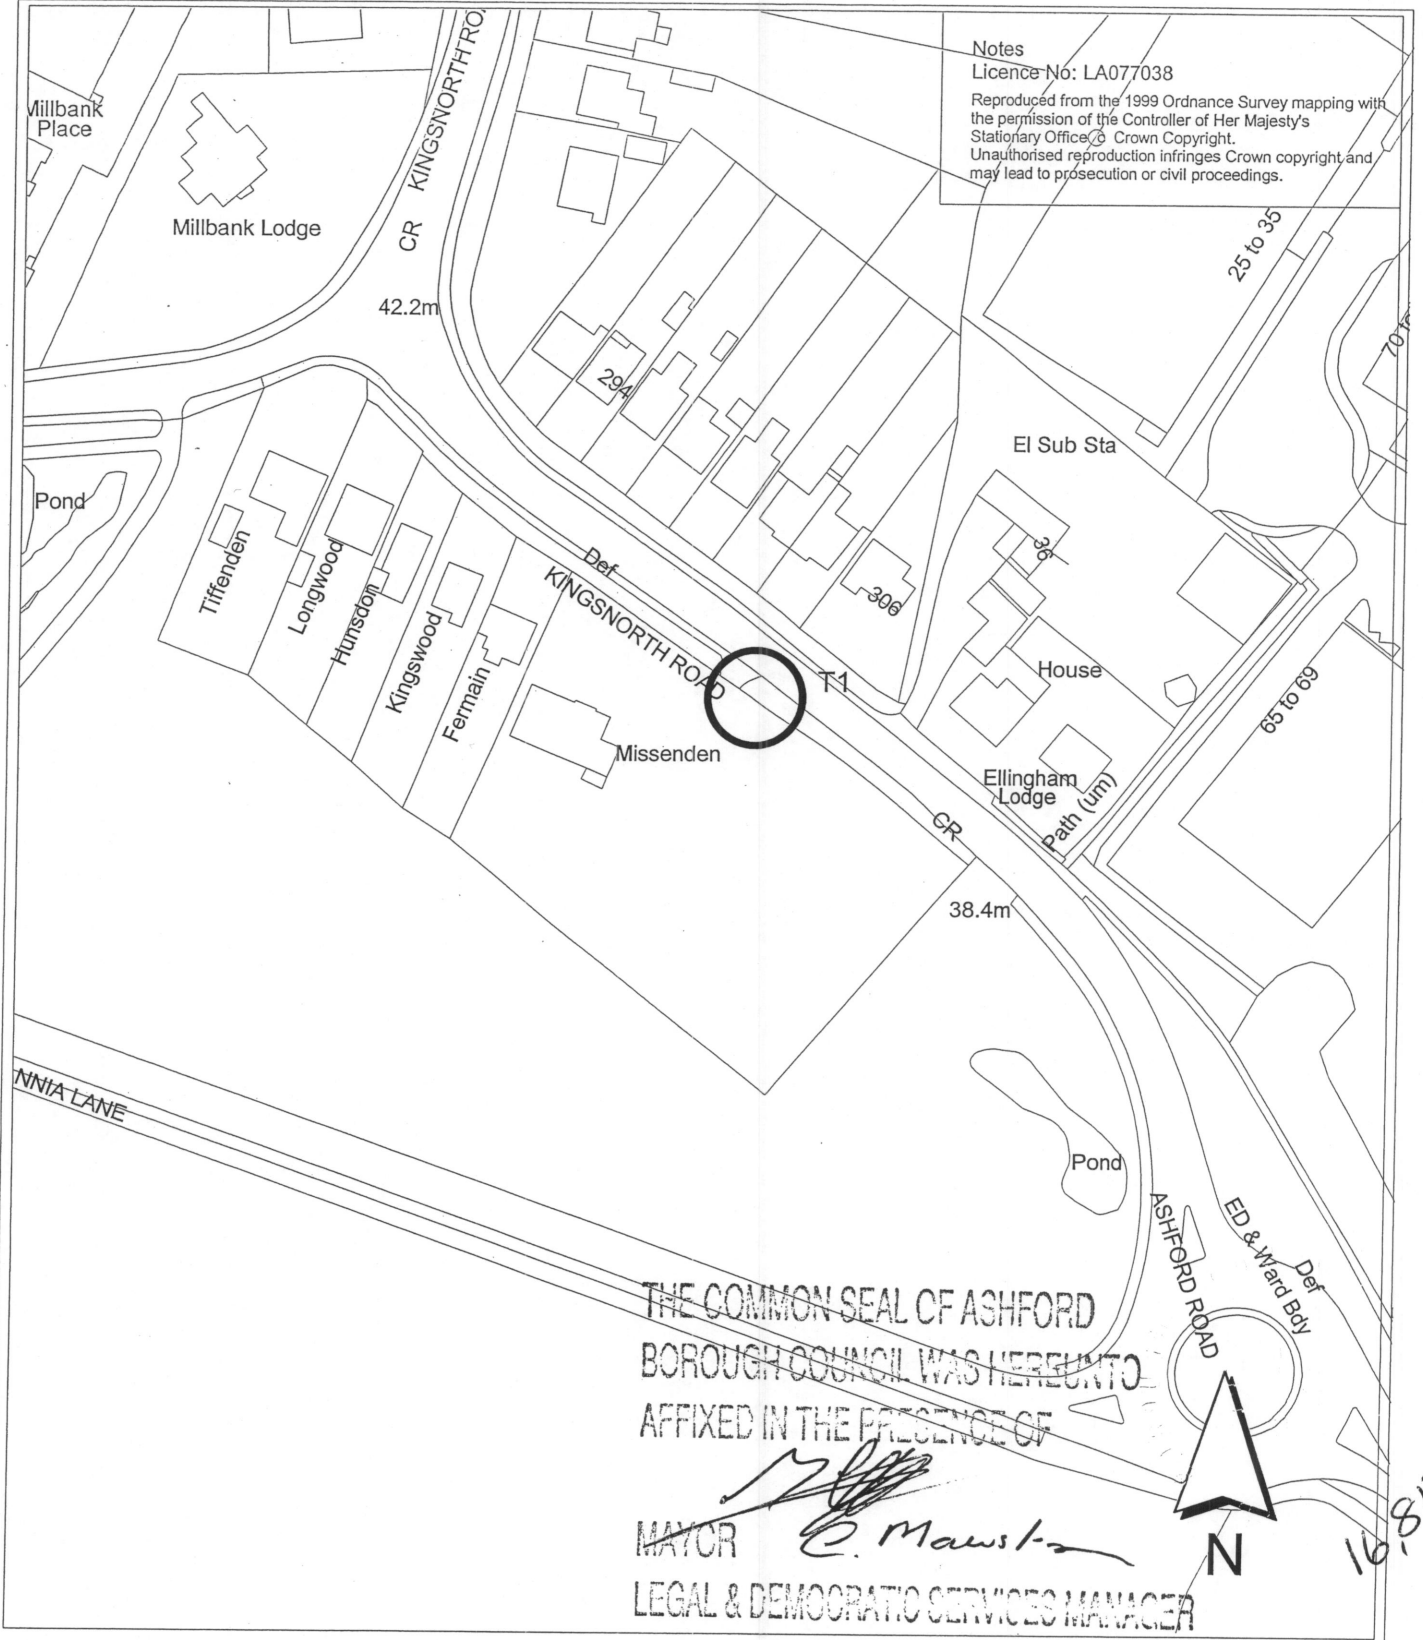 Notes
Licence No: LA077038
Reproduced from the 1999 Ordnance Survey mapping with
the permission of the Controller of Her Majesty's
Stationary Office © Crown Copyright.
Unauthorised reproduction infringes Crown copyright and
may lead to prosecution or civil proceedings.
KINGSNORTH RO
CR
Millbank
Place
Millbank Lodge
42.2m
25 to 35
294
El Sub Sta
Pond
36
Tiffenden
Longwood
Hunsdon
Kingswood
Fermain
Def
KINGSNORTH ROAD
306
T1
House
65 to 69
Missenden
Ellingham
Lodge
Path (um)
CR
38.4m
NNIA LANE
Pond
ASHFORD ROAD
ED & Ward Bdy
Def
THE COMMON SEAL OF ASHFORD
BOROUGH COUNCIL WAS HEREUNTO
AFFIXED IN THE PRESENCE OF
MAYOR
LEGAL & DEMOCRATIC SERVICES MANAGER
N